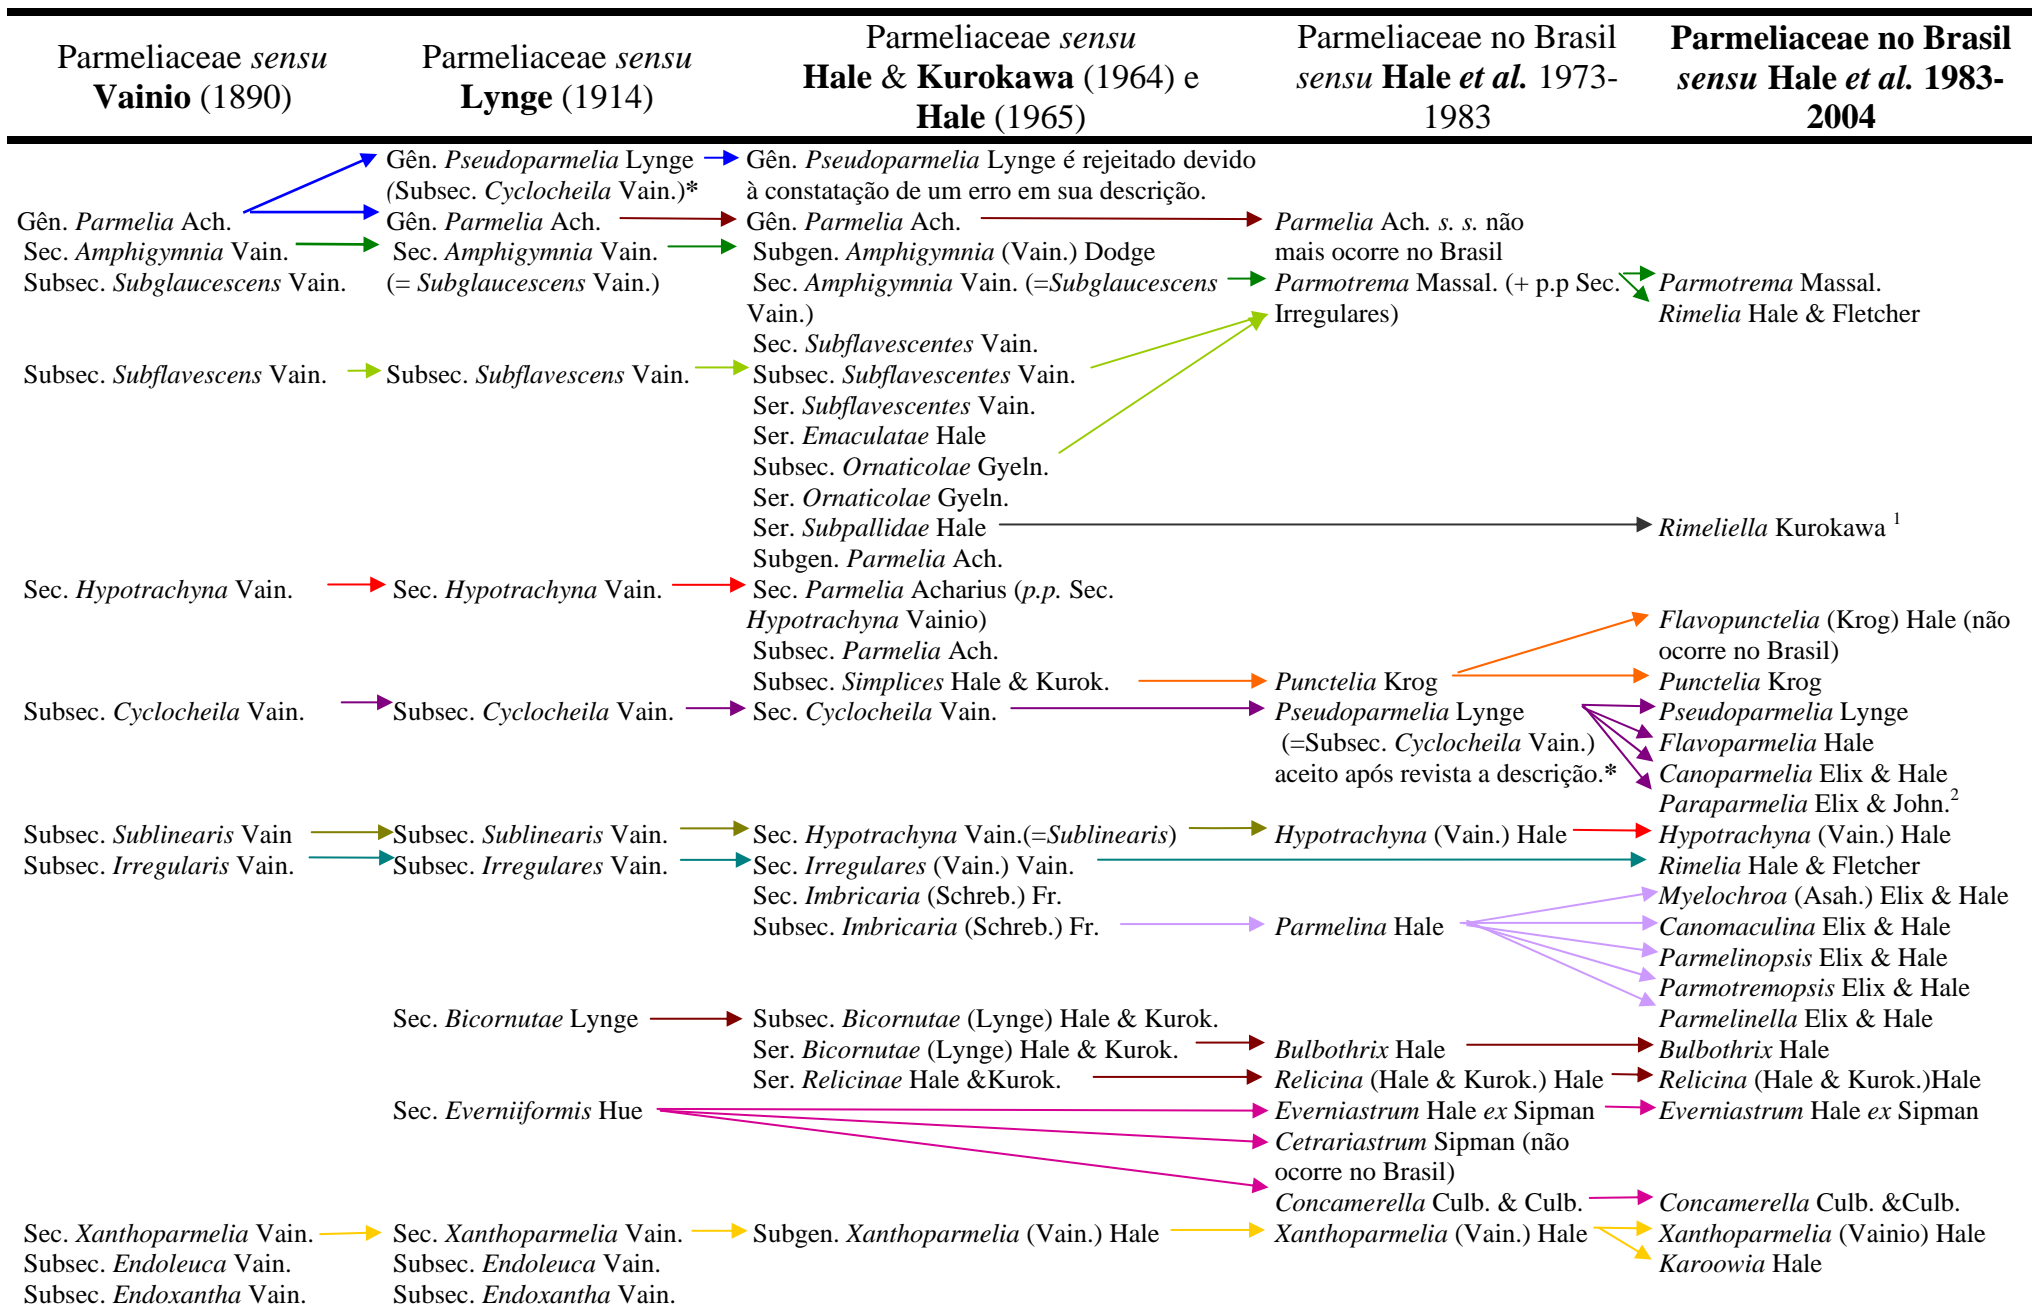 Parmeliaceae sensu
Vainio (1890)
Parmeliaceae sensu
Lynge (1914)
Parmeliaceae sensu
Hale & Kurokawa (1964) e
Hale (1965)
Parmeliaceae no Brasil
sensu Hale et al. 1973-
1983
Parmeliaceae no Brasil
sensu Hale et al. 1983-
2004
Gên. Parmelia Ach.
Sec. Amphigymnia Vain.
Subsec. Subglaucescens Vain.
Subsec. Subflavescens Vain.
Sec. Hypotrachyna Vain.
Subsec. Cyclocheila Vain.
Subsec. Sublinearis Vain
Subsec. Irregularis Vain.
Sec. Xanthoparmelia Vain.
Subsec. Endoleuca Vain.
Subsec. Endoxantha Vain.
Gên. Pseudoparmelia Lynge
(Subsec. Cyclocheila Vain.)*
Gên. Parmelia Ach.
Sec. Amphigymnia Vain.
(= Subglaucescens Vain.)
Subsec. Subflavescens Vain.
Sec. Hypotrachyna Vain.
Subsec. Cyclocheila Vain.
Subsec. Sublinearis Vain.
Subsec. Irregulares Vain.
Sec. Bicornutae Lynge
Sec. Everniiformis Hue
Sec. Xanthoparmelia Vain.
Subsec. Endoleuca Vain.
Subsec. Endoxantha Vain.
Gên. Pseudoparmelia Lynge é rejeitado devido
à constatação de um erro em sua descrição.
Gên. Parmelia Ach.
Subgen. Amphigymnia (Vain.) Dodge
Sec. Amphigymnia Vain. (=Subglaucescens
Vain.)
Sec. Subflavescentes Vain.
Subsec. Subflavescentes Vain.
Ser. Subflavescentes Vain.
Ser. Emaculatae Hale
Subsec. Ornaticolae Gyeln.
Ser. Ornaticolae Gyeln.
Ser. Subpallidae Hale
Subgen. Parmelia Ach.
Sec. Parmelia Acharius (p.p. Sec.
Hypotrachyna Vainio)
Subsec. Parmelia Ach.
Subsec. Simplices Hale & Kurok.
Sec. Cyclocheila Vain.
Sec. Hypotrachyna Vain.(=Sublinearis)
Sec. Irregulares (Vain.) Vain.
Sec. Imbricaria (Schreb.) Fr.
Subsec. Imbricaria (Schreb.) Fr.
Subsec. Bicornutae (Lynge) Hale & Kurok.
Ser. Bicornutae (Lynge) Hale & Kurok.
Ser. Relicinae Hale &Kurok.
Subgen. Xanthoparmelia (Vain.) Hale
Parmelia Ach. s. s. não
mais ocorre no Brasil
Parmotrema Massal. (+ p.p Sec.
Irregulares)
Punctelia Krog
Pseudoparmelia Lynge
(=Subsec. Cyclocheila Vain.)
aceito após revista a descrição.*
Hypotrachyna (Vain.) Hale
Parmelina Hale
Bulbothrix Hale
Relicina (Hale & Kurok.) Hale
Everniastrum Hale ex Sipman
Cetrariastrum Sipman (não
ocorre no Brasil)
Concamerella Culb. & Culb.
Xanthoparmelia (Vain.) Hale
Parmotrema Massal.
Rimelia Hale & Fletcher
Rimeliella Kurokawa 1
Flavopunctelia (Krog) Hale (não
ocorre no Brasil)
Punctelia Krog
Pseudoparmelia Lynge
Flavoparmelia Hale
Canoparmelia Elix & Hale
Paraparmelia Elix & John.2
Hypotrachyna (Vain.) Hale
Rimelia Hale & Fletcher
Myelochroa (Asah.) Elix & Hale
Canomaculina Elix & Hale
Parmelinopsis Elix & Hale
Parmotremopsis Elix & Hale
Parmelinella Elix & Hale
Bulbothrix Hale
Relicina (Hale & Kurok.)Hale
Everniastrum Hale ex Sipman
Concamerella Culb. &Culb.
Xanthoparmelia (Vainio) Hale
Karoowia Hale